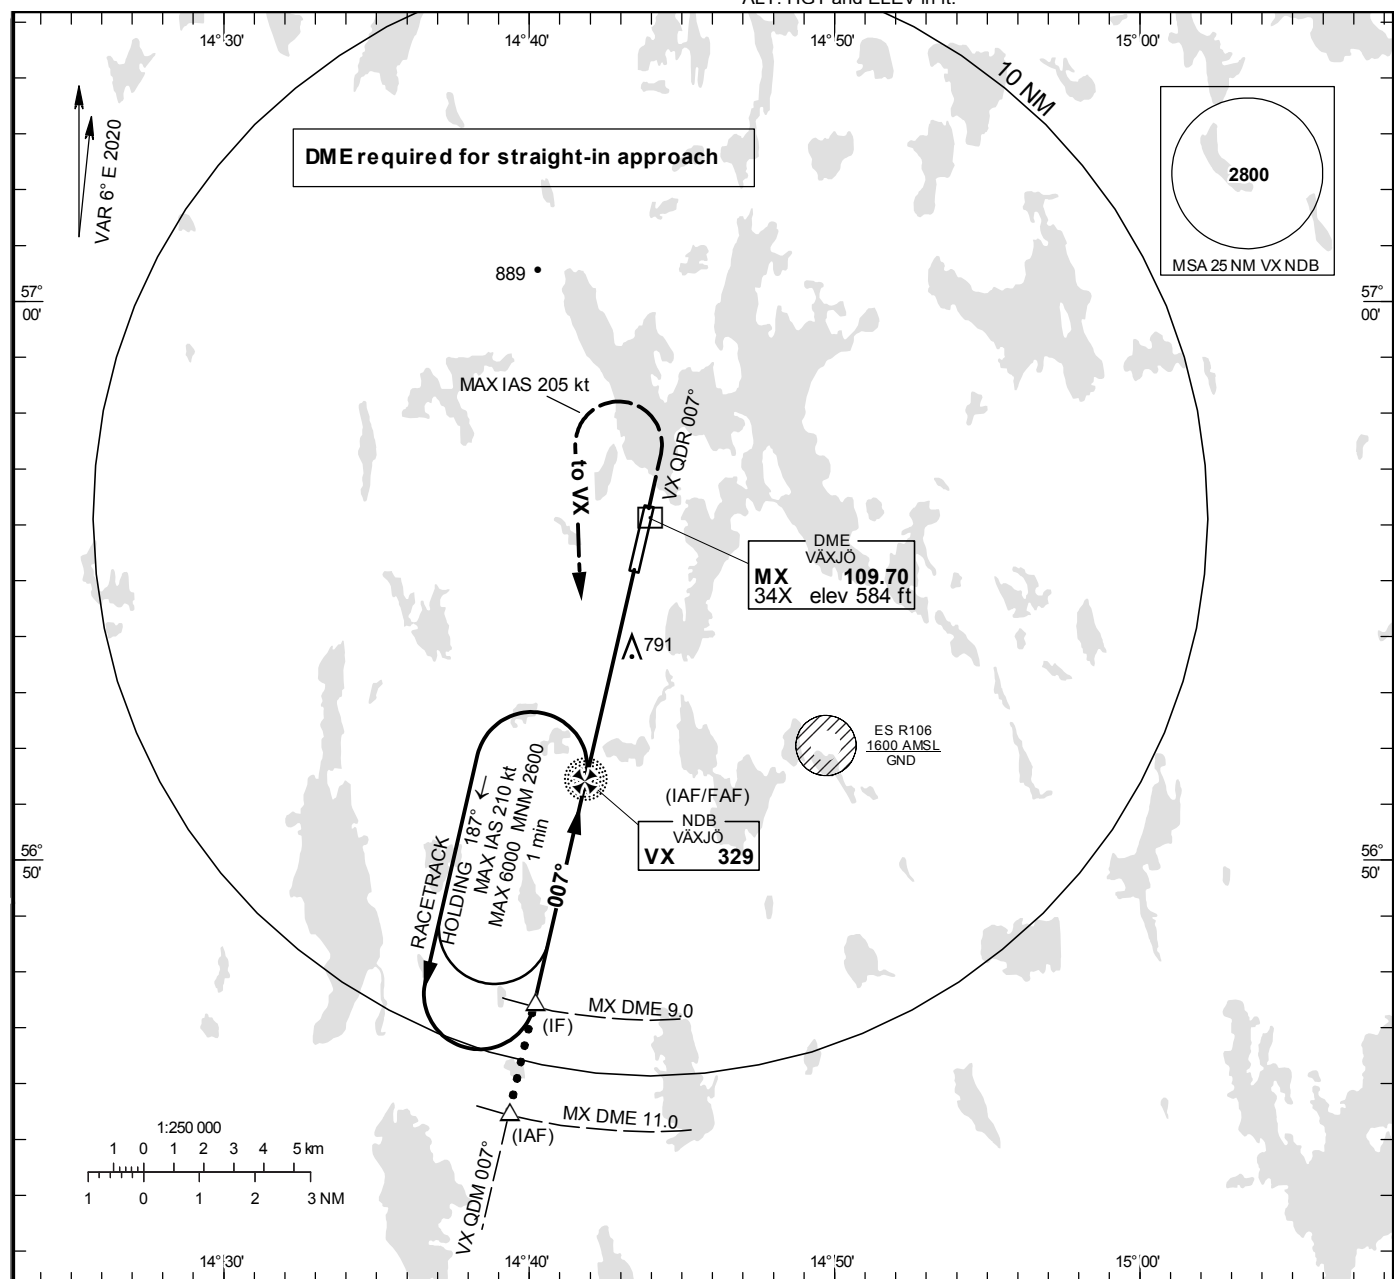 ALT. HGT and ELEV in ft.
14°30'
14°40'
14°50'
15°00'
10 NM
VAR 6° E 2020
DME required for straight-in approach
2800
MSA 25 NM VX NDB
889
57°
00'
57°
00'
MAX IAS 205 kt
VX QDR 007°
to VX
DME
VÄXJÖ
MX 109.70
34X elev 584 ft
791
ES R106
1600 AMSL
GND
(IAF/FAF)
NDB
VÄXJÖ
VX 329
RACETRACK
HOLDING 187°
MAX IAS 210 kt
MAX 6000 MNM 2600
1 min
007°
56°
50'
56°
50'
MX DME 9.0
(IF)
MX DME 11.0
(IAF)
VX QDM 007°
1:250 000
1 0 1 2 3 4 5 km
1 0 1 2 3 NM
14°30'
14°40'
14°50'
15°00'